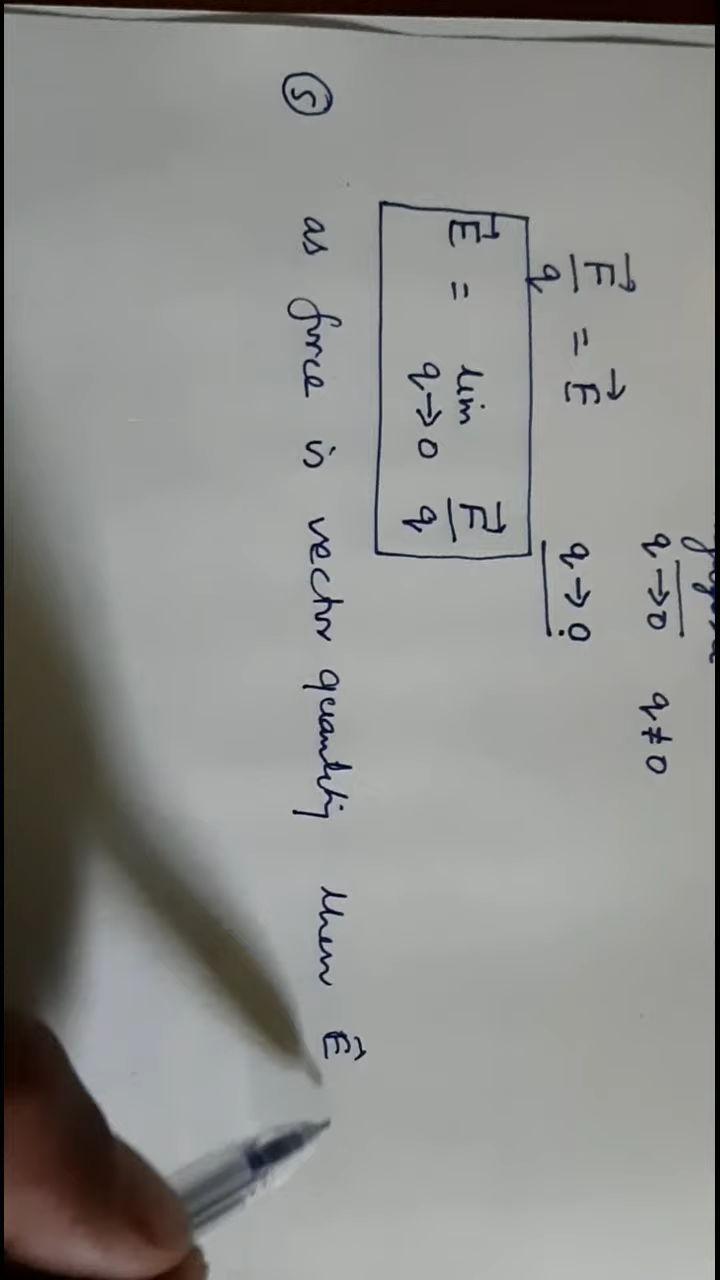 q→0 q≠0
F⃗/q = E⃗ q→0
E⃗ = lim q→0 F⃗/q
⑤ as force is vector quantity then E⃗